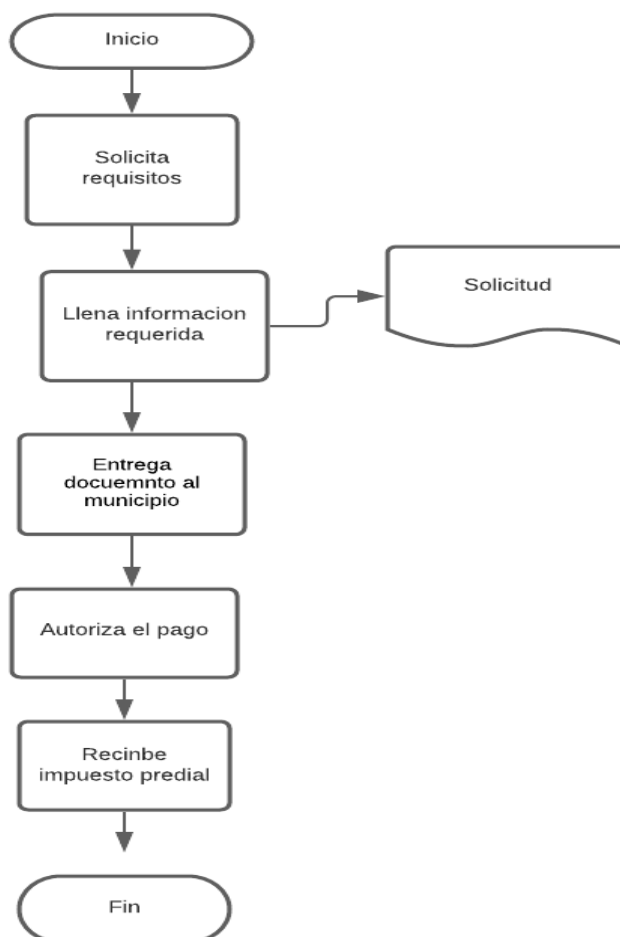 Inicio
Solicita
requisitos
Llena informacion
requerida
Solicitud
Entrega
docuemnto al
municipio
Autoriza el pago
Recinbe
impuesto predial
Fin